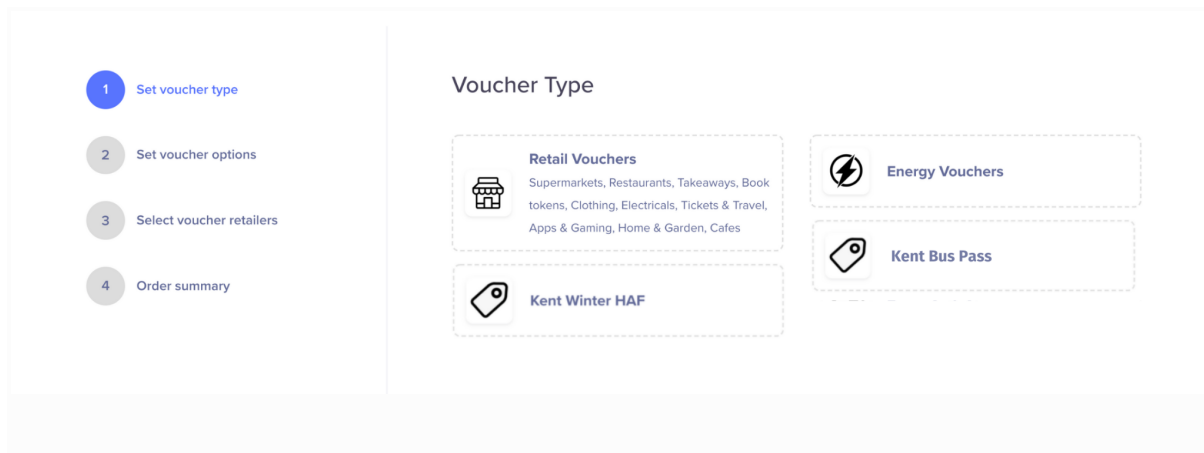 1 Set voucher type
2 Set voucher options
3 Select voucher retailers
4 Order summary
Voucher Type
Retail Vouchers
Supermarkets, Restaurants, Takeaways, Book
tokens, Clothing, Electricals, Tickets & Travel,
Apps & Gaming, Home & Garden, Cafes
Energy Vouchers
Kent Winter HAF
Kent Bus Pass